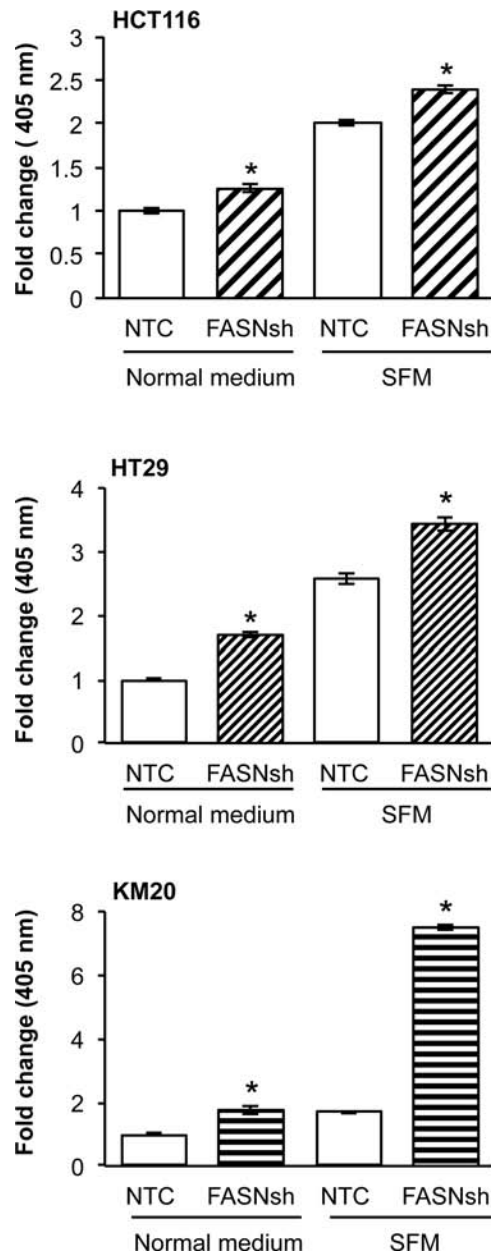 HCT116
Fold change ( 405 nm)
3
2.5
2
1.5
1
0.5
0
*
*
NTC FASNsh NTC FASNsh
Normal medium SFM
HT29
Fold change (405 nm)
4
3
2
1
0
*
*
NTC FASNsh NTC FASNsh
Normal medium SFM
KM20
Fold change (405 nm)
8
6
4
2
0
*
*
NTC FASNsh NTC FASNsh
Normal medium SFM